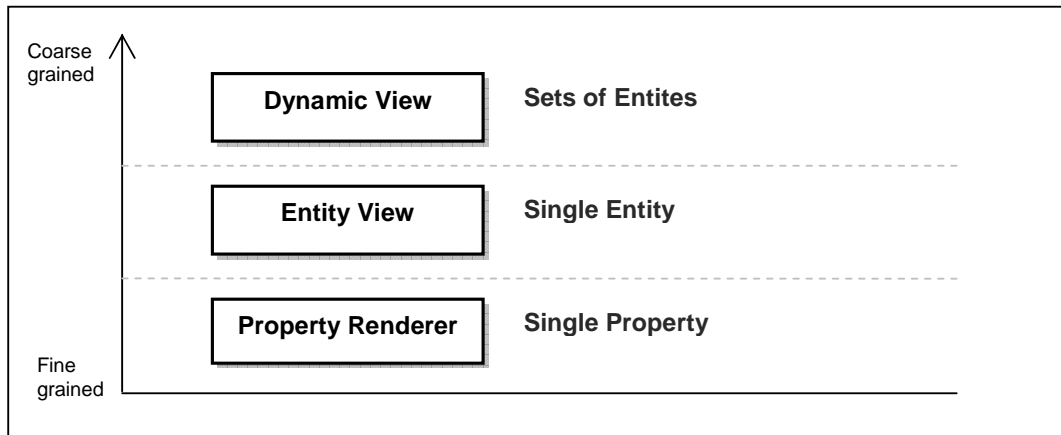 Coarse
grained
Dynamic View
Sets of Entites
Entity View
Single Entity
Property Renderer
Single Property
Fine
grained